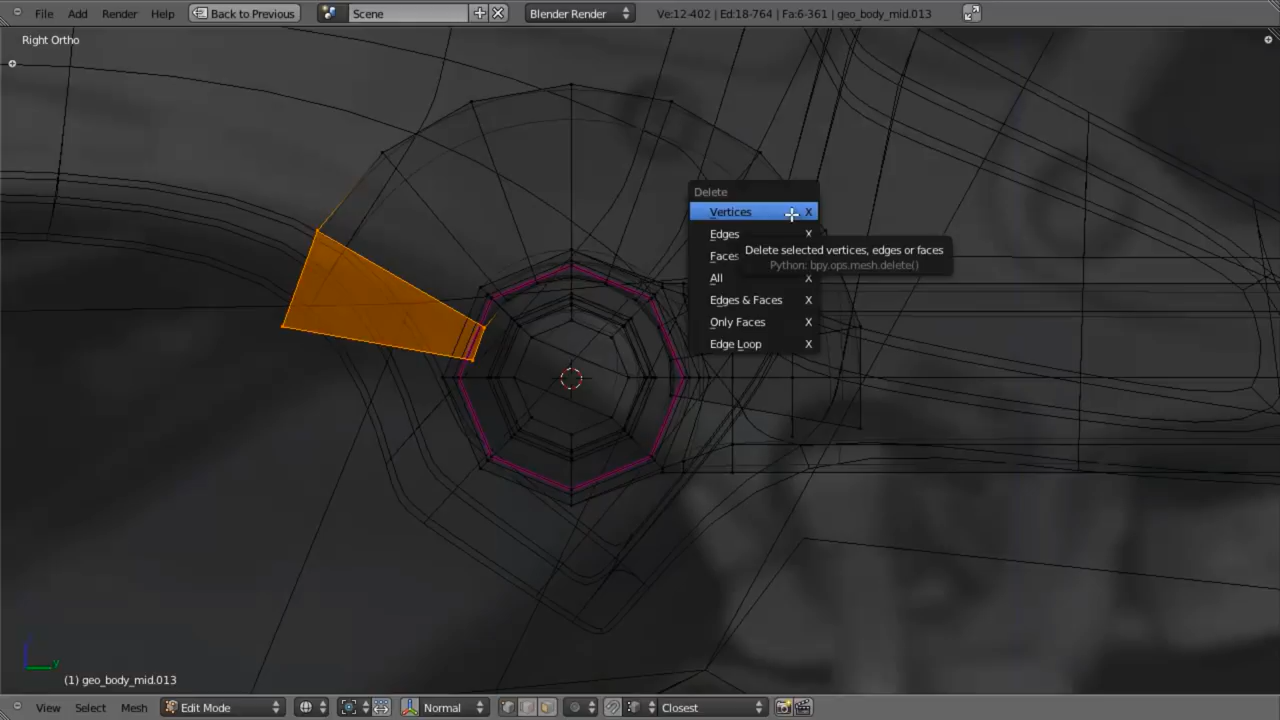 File Add Render Help Back to Previous Scene Blender Render Ve:12-402 | Ed:18-764 | Fa:6-361 | geo_body_mid.013
Right Ortho
Delete
Vertices X
Edges X
Faces
Delete selected vertices, edges or faces
Python: bpy.ops.mesh.delete()
All X
Edges & Faces X
Only Faces X
Edge Loop X
y
(1) geo_body_mid.013
View Select Mesh Edit Mode Normal Closest